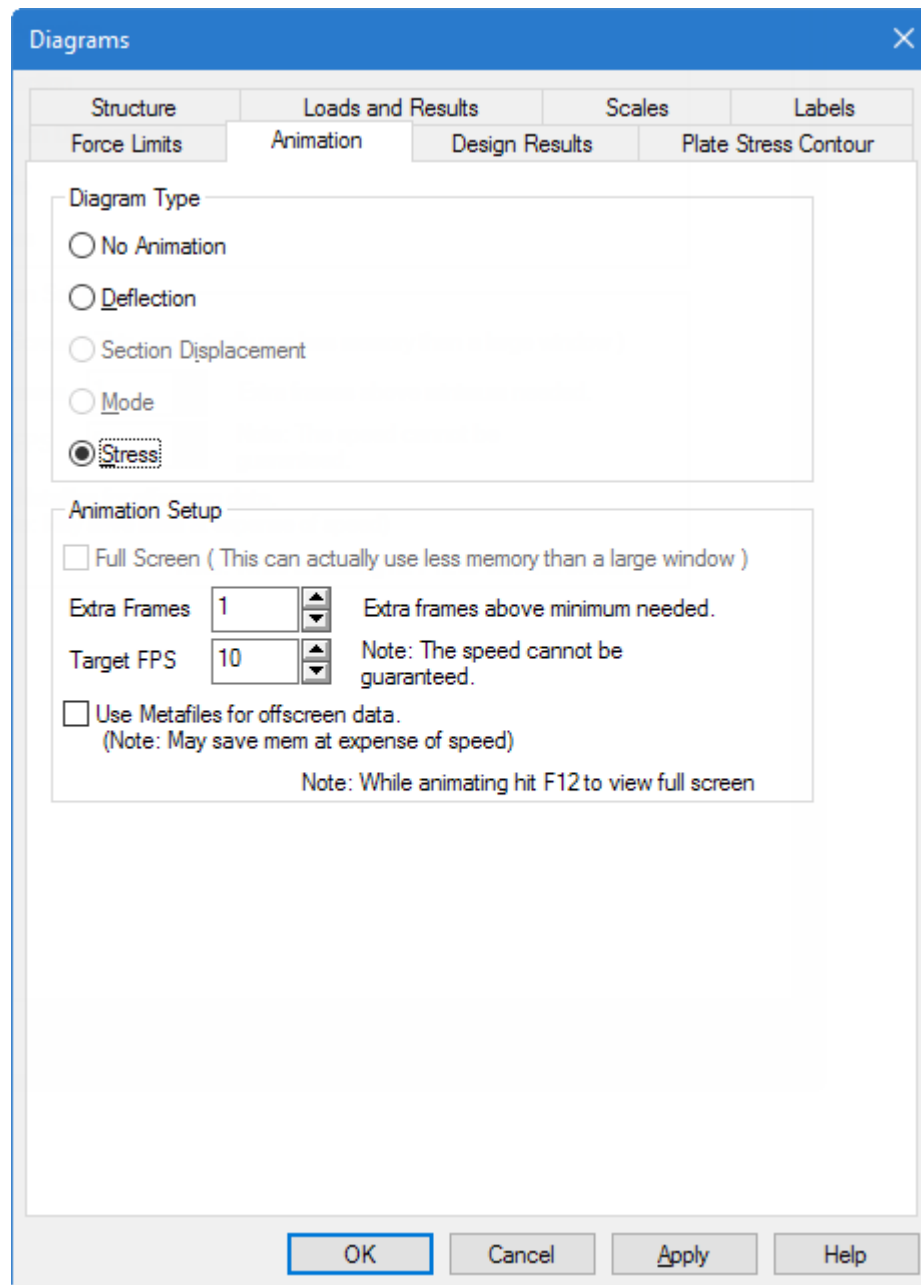 Diagrams
Structure Loads and Results Scales Labels
Force Limits Animation Design Results Plate Stress Contour
Diagram Type
No Animation
Deflection
Section Displacement
Mode
Stress
Animation Setup
Full Screen ( This can actually use less memory than a large window )
Extra Frames 1 Extra frames above minimum needed.
Target FPS 10 Note: The speed cannot be
guaranteed.
Use Metafiles for offscreen data.
(Note: May save mem at expense of speed)
Note: While animating hit F12 to view full screen
OK Cancel Apply Help